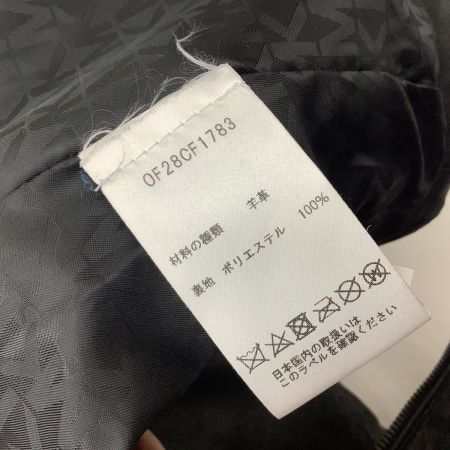 OF28CF1783
材料の種類 羊革
裏地 ポリエステル 100%
日本国内の取扱いは
このラベルを確認ください